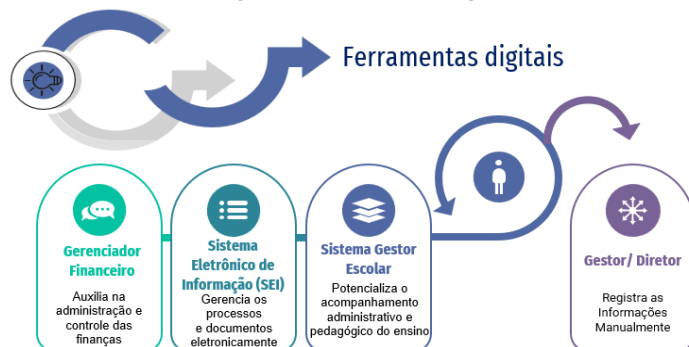 Ferramentas digitais
Gerenciador
Financeiro
Auxilia na
administração e
controle das
finanças
Sistema
Eletrônico de
Informação (SEI)
Gerencia os
processos
e documentos
eletronicamente
Sistema Gestor
Escolar
Potencializa o
acompanhamento
administrativo e
pedagógico do ensino
Gestor/ Diretor
Registra as
Informações
Manualmente